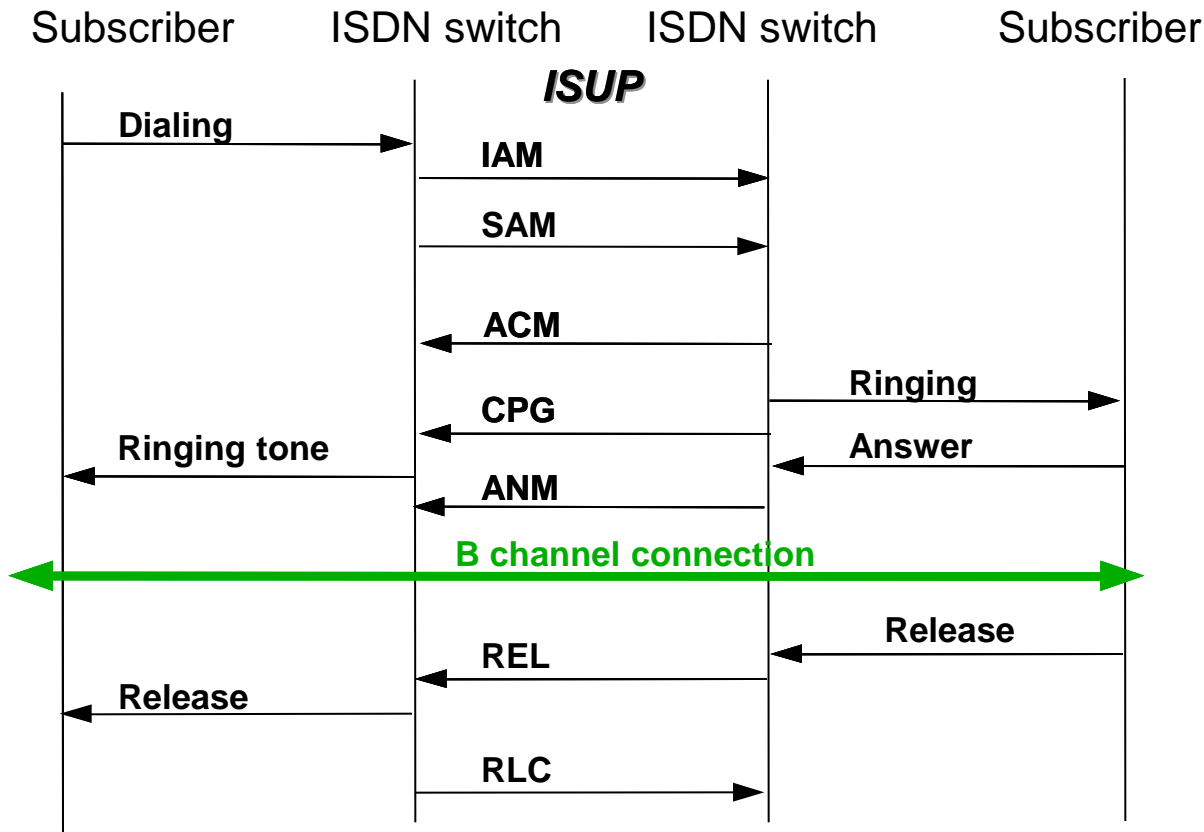 Subscriber ISDN switch ISDN switch Subscriber
ISUP
Dialing
IAM
SAM
ACM
Ringing
CPG
Answer
Ringing tone
ANM
B channel connection
Release
REL
Release
RLC